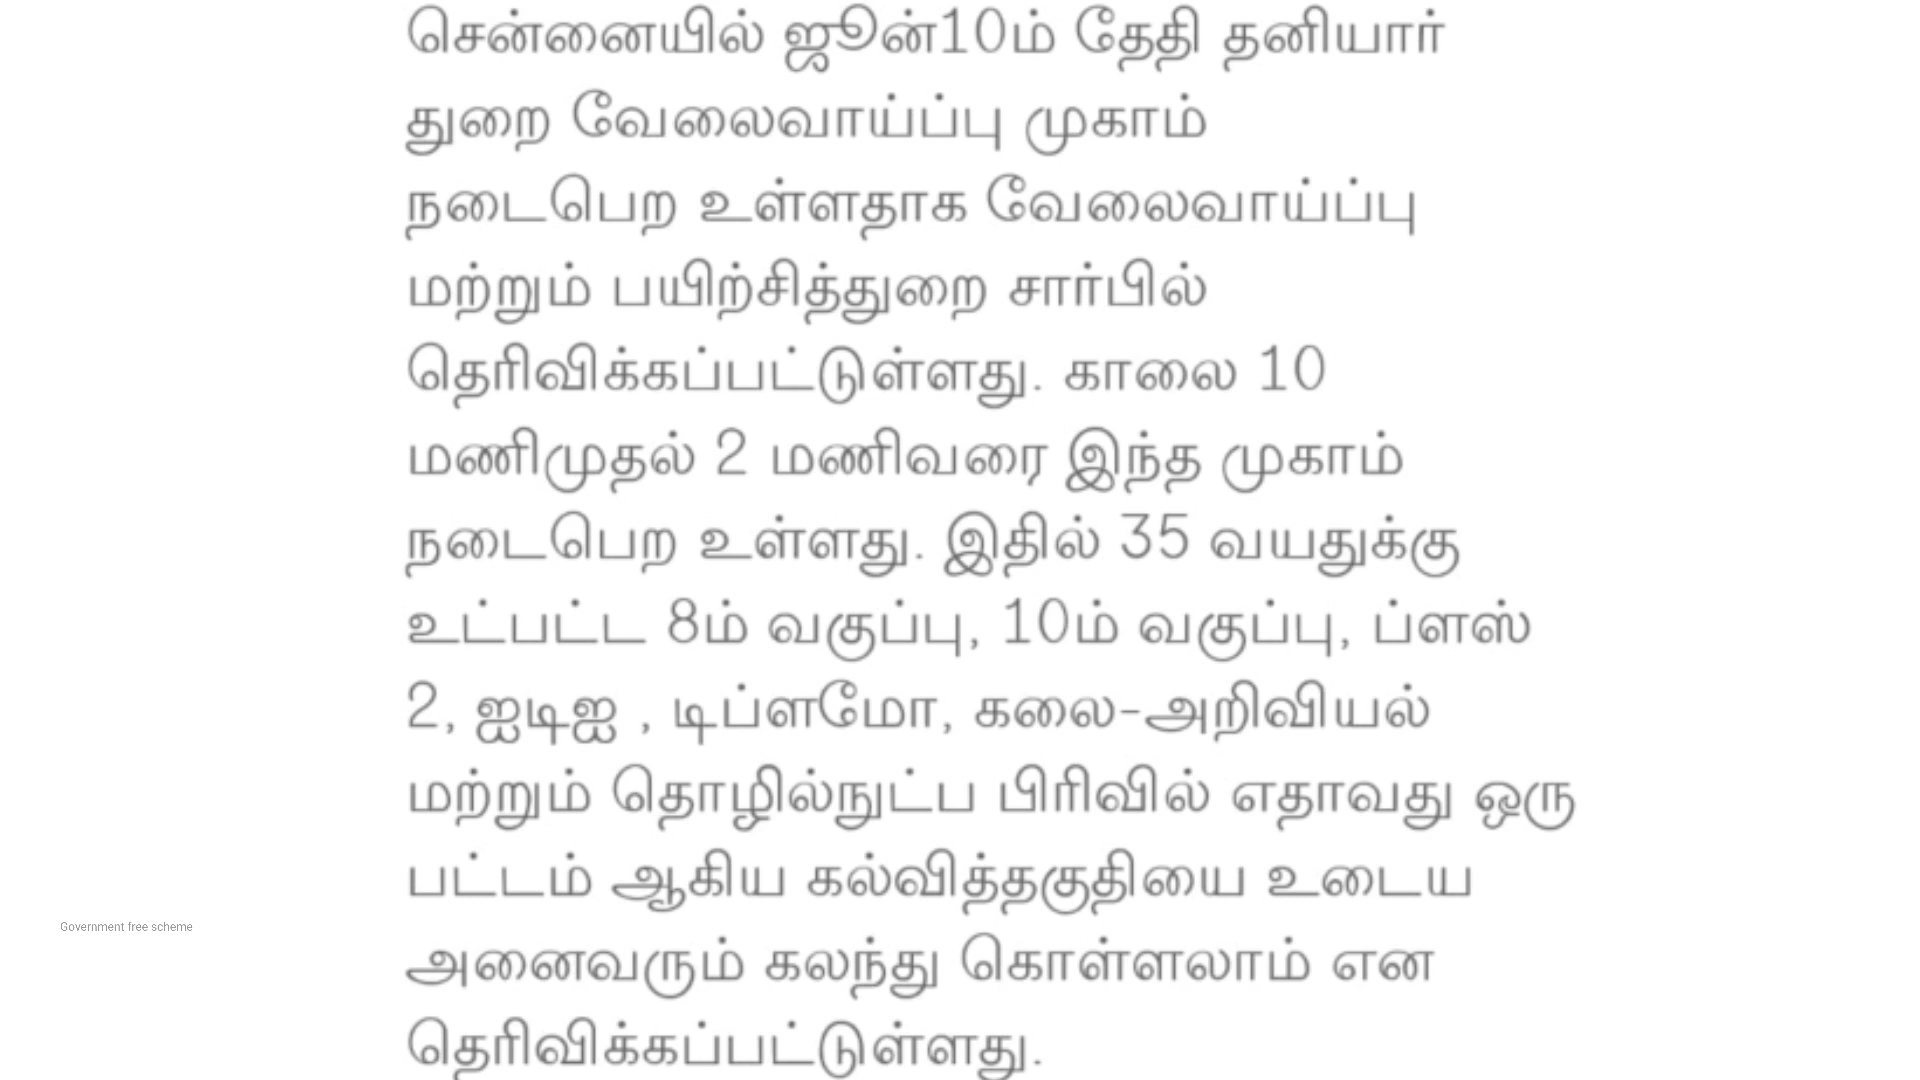 சென்னையில் ஜூன்10ம் தேதி தனியார்
துறை வேலைவாய்ப்பு முகாம்
நடைபெற உள்ளதாக வேலைவாய்ப்பு
மற்றும் பயிற்சித்துறை சார்பில்
தெரிவிக்கப்பட்டுள்ளது. காலை 10
மணிமுதல் 2 மணிவரை இந்த முகாம்
நடைபெற உள்ளது. இதில் 35 வயதுக்கு
உட்பட்ட 8ம் வகுப்பு, 10ம் வகுப்பு, ப்ளஸ்
2, ஐடிஐ , டிப்ளமோ, கலை-அறிவியல்
மற்றும் தொழில்நுட்ப பிரிவில் எதாவது ஒரு
பட்டம் ஆகிய கல்வித்தகுதியை உடைய
அனைவரும் கலந்து கொள்ளலாம் என
தெரிவிக்கப்பட்டுள்ளது.
Government free scheme